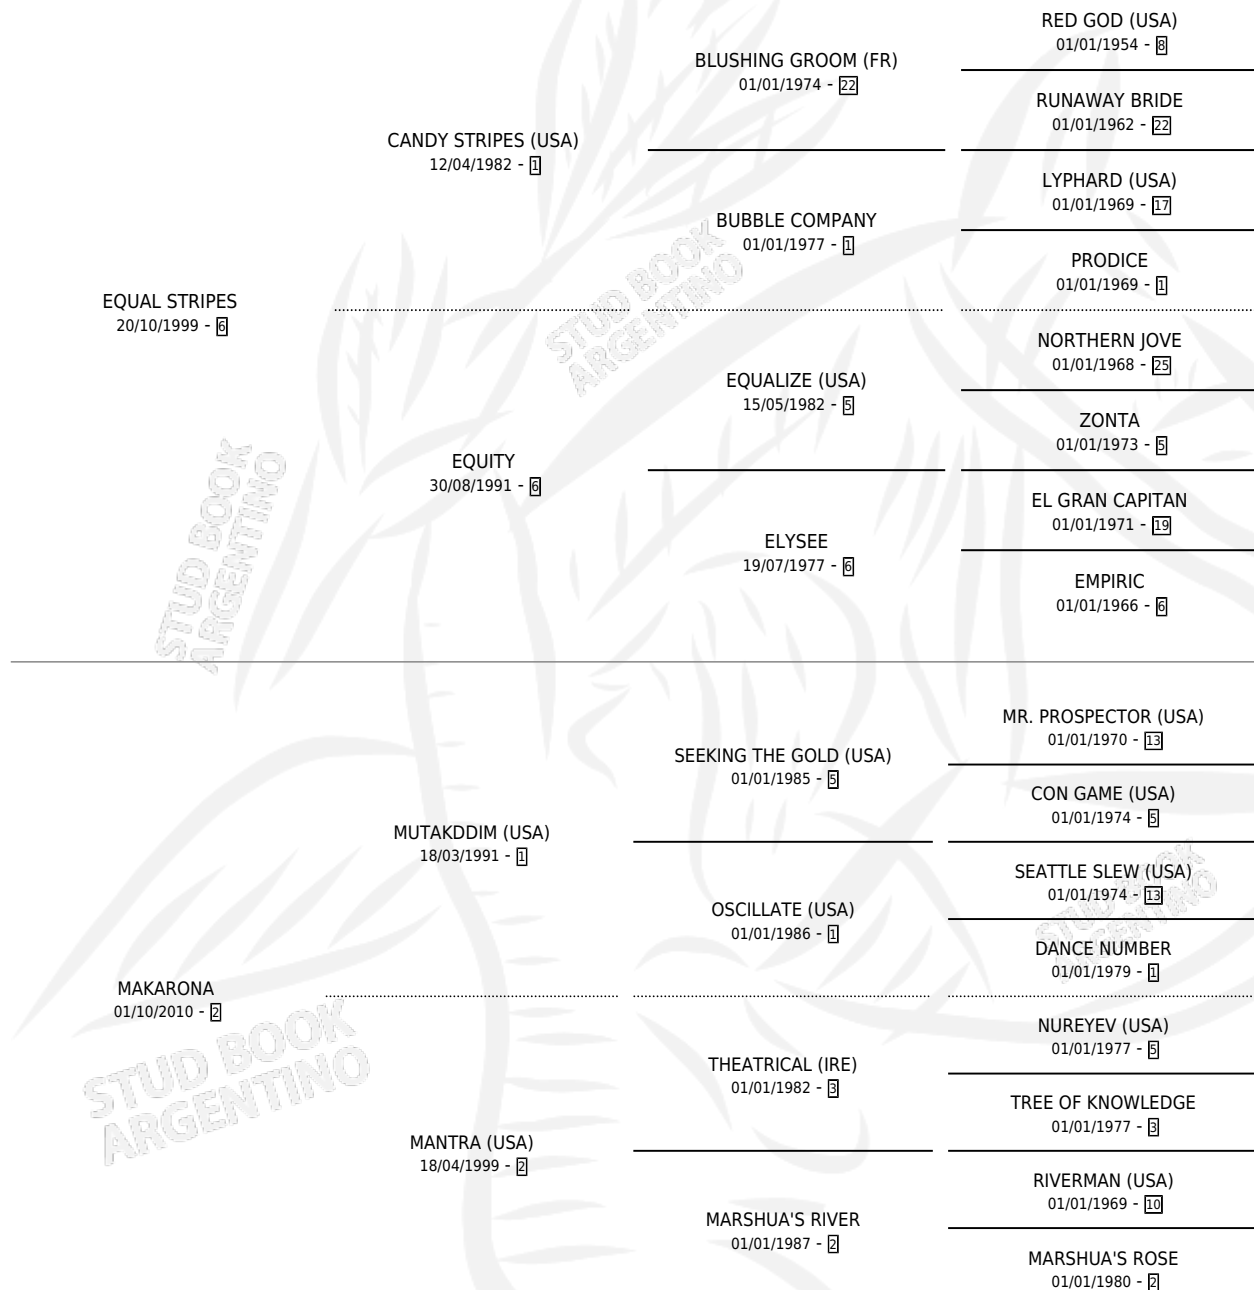 RED GOD (USA)
01/01/1954 - 8
BLUSHING GROOM (FR)
01/01/1974 - 22
RUNAWAY BRIDE
01/01/1962 - 22
CANDY STRIPES (USA)
12/04/1982 - 1
LYPHARD (USA)
01/01/1969 - 17
BUBBLE COMPANY
01/01/1977 - 1
PRODICE
01/01/1969 - 1
EQUAL STRIPES
20/10/1999 - 6
NORTHERN JOVE
01/01/1968 - 25
EQUALIZE (USA)
15/05/1982 - 5
ZONTA
01/01/1973 - 5
EQUITY
30/08/1991 - 6
EL GRAN CAPITAN
01/01/1971 - 19
ELYSEE
19/07/1977 - 6
EMPIRIC
01/01/1966 - 6
MR. PROSPECTOR (USA)
01/01/1970 - 13
SEEKING THE GOLD (USA)
01/01/1985 - 5
CON GAME (USA)
01/01/1974 - 5
MUTAKDDIM (USA)
18/03/1991 - 1
SEATTLE SLEW (USA)
01/01/1974 - 13
OSCILLATE (USA)
01/01/1986 - 1
DANCE NUMBER
01/01/1979 - 1
MAKARONA
01/10/2010 - 2
NUREYEV (USA)
01/01/1977 - 5
THEATRICAL (IRE)
01/01/1982 - 3
TREE OF KNOWLEDGE
01/01/1977 - 3
MANTRA (USA)
18/04/1999 - 2
RIVERMAN (USA)
01/01/1969 - 10
MARSHUA'S RIVER
01/01/1987 - 2
MARSHUA'S ROSE
01/01/1980 - 2
STUD BOOK
ARGENTINO
STUD BOOK
ARGENTINO
STUD BOOK
ARGENTINO
STUD BOOK
ARGENTINO